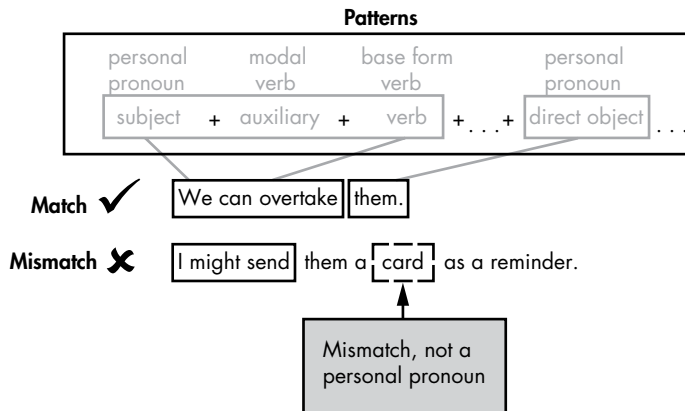 Patterns
personal modal base form personal
pronoun verb verb pronoun
subject + auxiliary + verb +...+ direct object ...
Match ✓ We can overtake them.
Mismatch ✘ I might send them a card as a reminder.
Mismatch, not a
personal pronoun